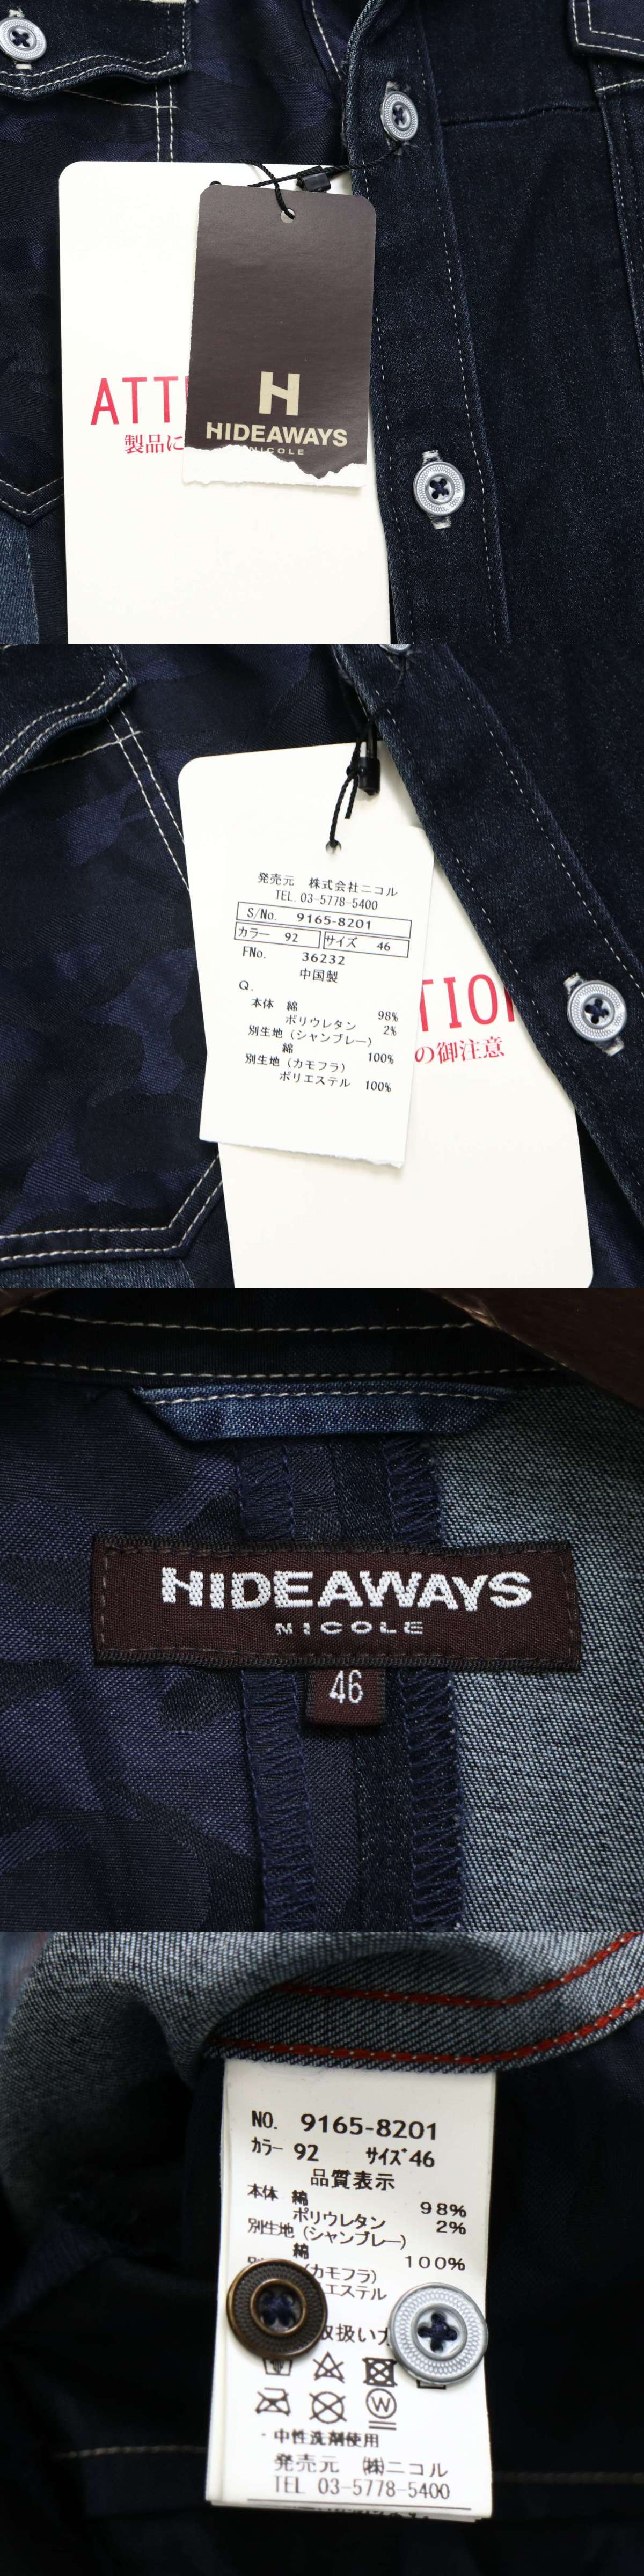 ATT
製品に
H
HIDEAWAYS
NICOLE
発売元 株式会社ニコル
TEL.03-5778-5400
S/No. 9165-8201
カラー 92 サイズ 46
FNo. 36232
中国製
Q.
本体 綿 98%
ポリウレタン 2%
別生地(シャンブレー)
綿 100%
別生地(カモフラ)
ポリエステル 100%
TION
の御注意
HIDEAWAYS
NICOLE
46
NO. 9165-8201
カラー 92 サイズ 46
品質表示
本体 綿 98%
ポリウレタン 2%
別生地(シャンブレー)
綿 100%
(カモフラ)
エステル
取扱い
W
・中性洗剤使用
発売元 ㈱ニコル
TEL 03-5778-5400